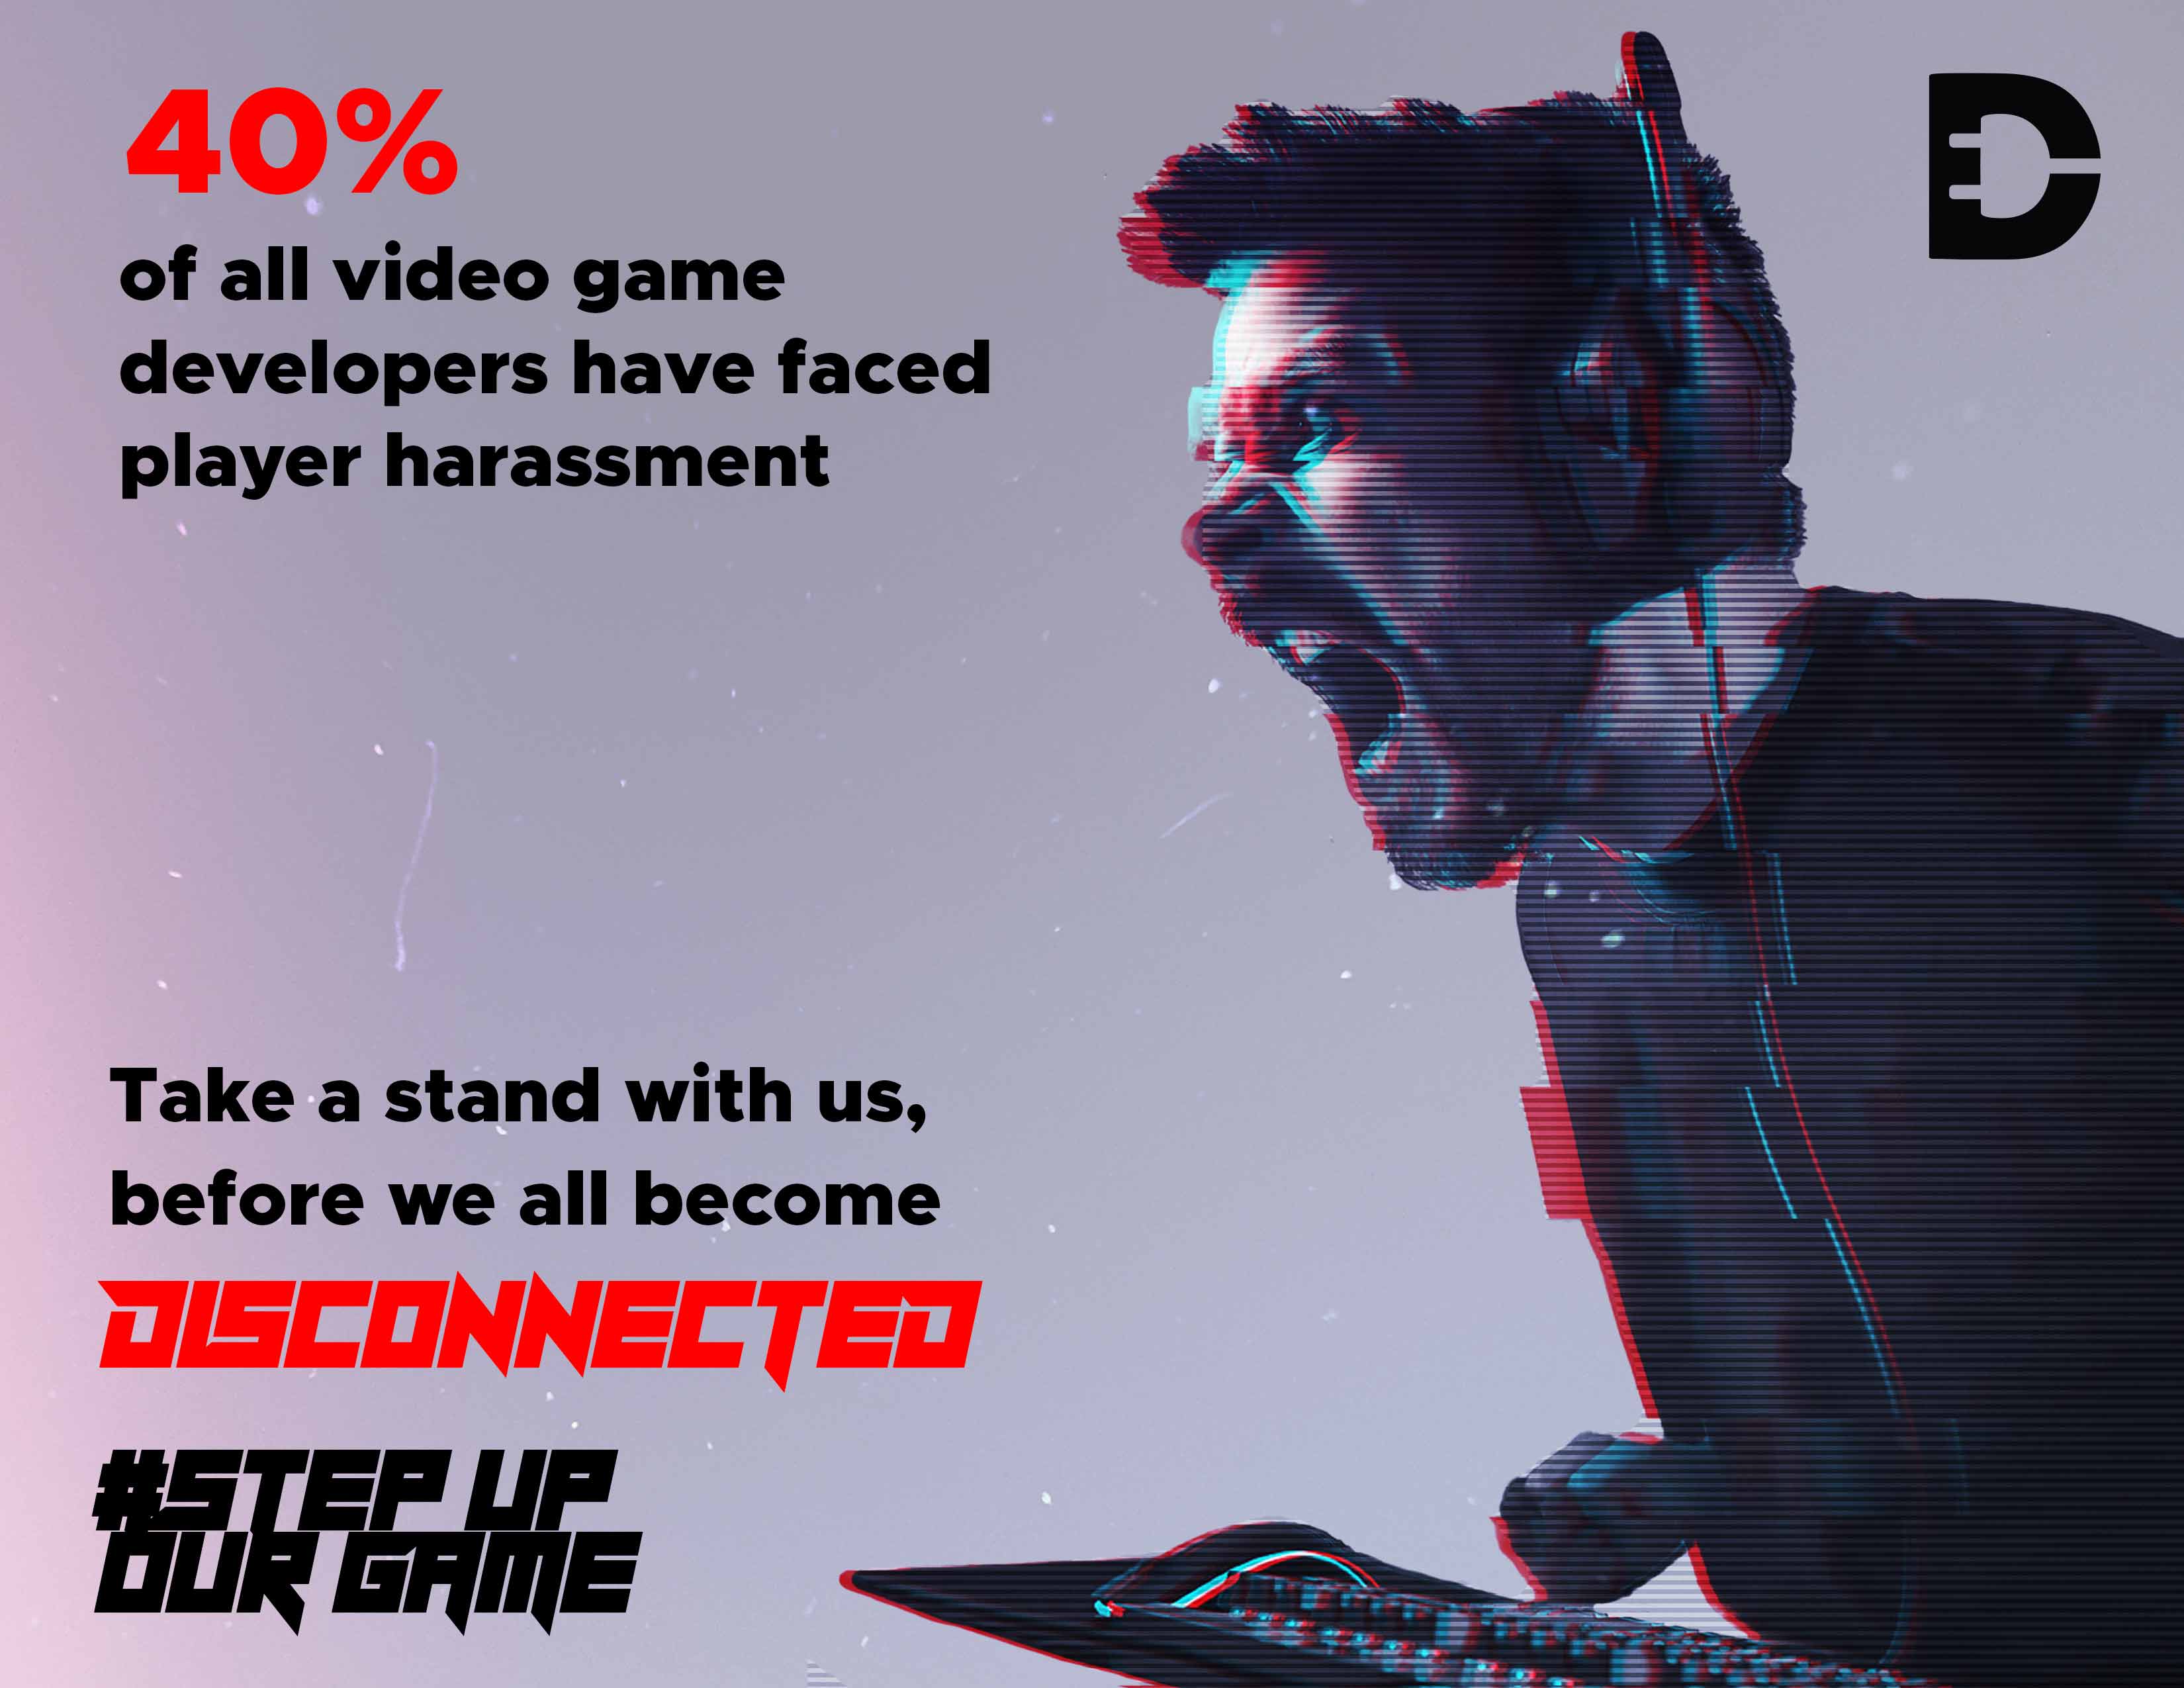 40%
of all video game
developers have faced
player harassment
Take a stand with us,
before we all become
DISCONNECTED
#STEP UP
OUR GAME